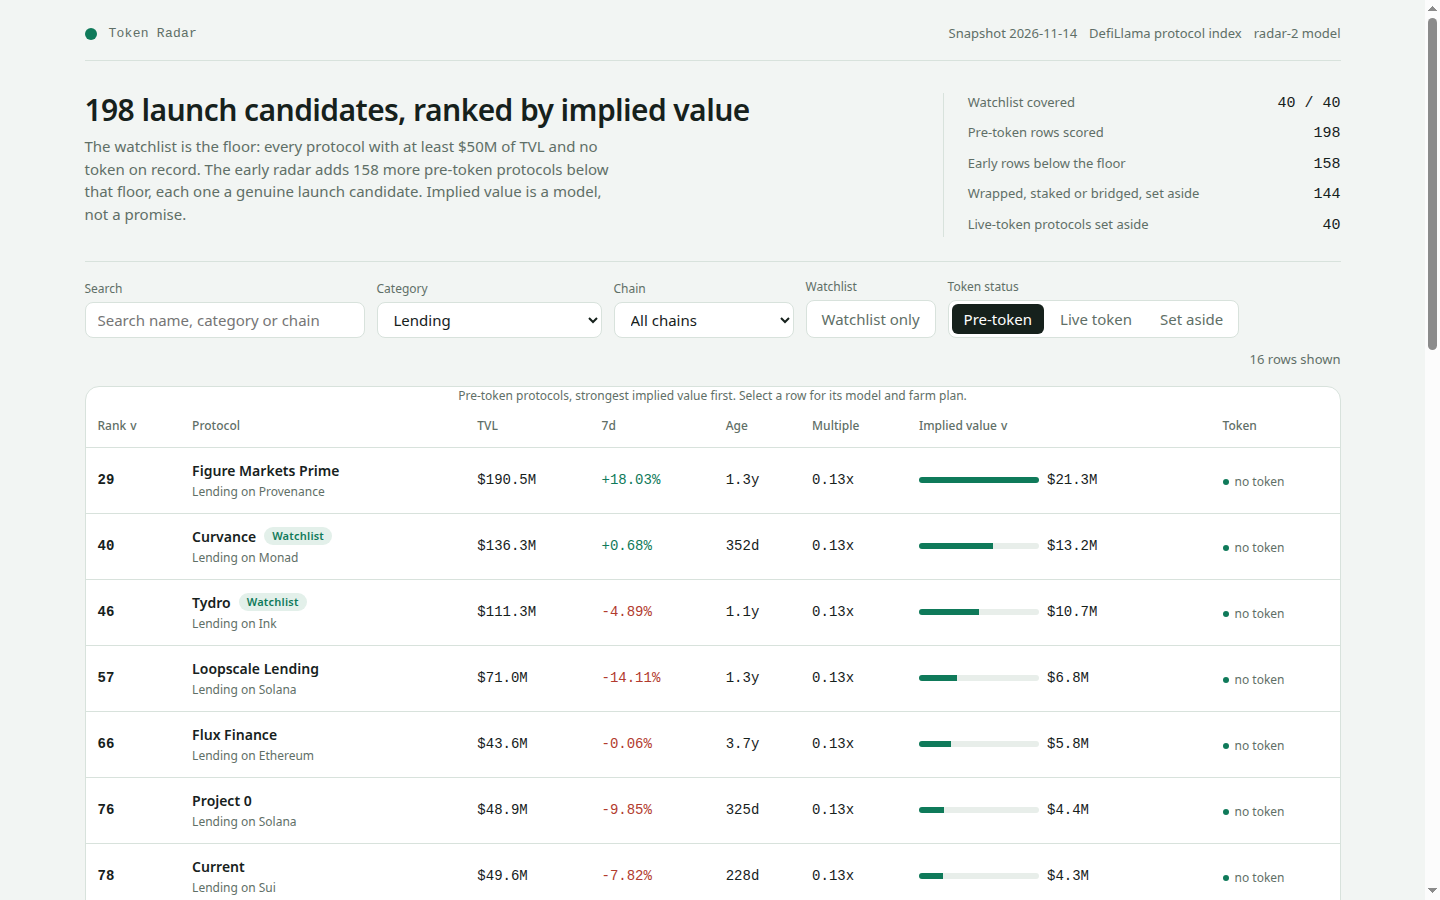 Token Radar
Snapshot 2026-11-14 DefiLlama protocol index radar-2 model
198 launch candidates, ranked by implied value
The watchlist is the floor: every protocol with at least $50M of TVL and no
token on record. The early radar adds 158 more pre-token protocols below
that floor, each one a genuine launch candidate. Implied value is a model,
not a promise.
Watchlist covered 40 / 40
Pre-token rows scored 198
Early rows below the floor 158
Wrapped, staked or bridged, set aside 144
Live-token protocols set aside 40
Search Category Chain Watchlist Token status
Search name, category or chain Lending All chains Watchlist only Pre-token Live token Set aside
16 rows shown
Pre-token protocols, strongest implied value first. Select a row for its model and farm plan.
Rank v Protocol TVL 7d Age Multiple Implied value v Token
29 Figure Markets Prime $190.5M +18.03% 1.3y 0.13x $21.3M no token
Lending on Provenance
40 Curvance Watchlist $136.3M +0.68% 352d 0.13x $13.2M no token
Lending on Monad
46 Tydro Watchlist $111.3M -4.89% 1.1y 0.13x $10.7M no token
Lending on Ink
57 Loopscale Lending $71.0M -14.11% 1.3y 0.13x $6.8M no token
Lending on Solana
66 Flux Finance $43.6M -0.06% 3.7y 0.13x $5.8M no token
Lending on Ethereum
76 Project 0 $48.9M -9.85% 325d 0.13x $4.4M no token
Lending on Solana
78 Current $49.6M -7.82% 228d 0.13x $4.3M no token
Lending on Sui